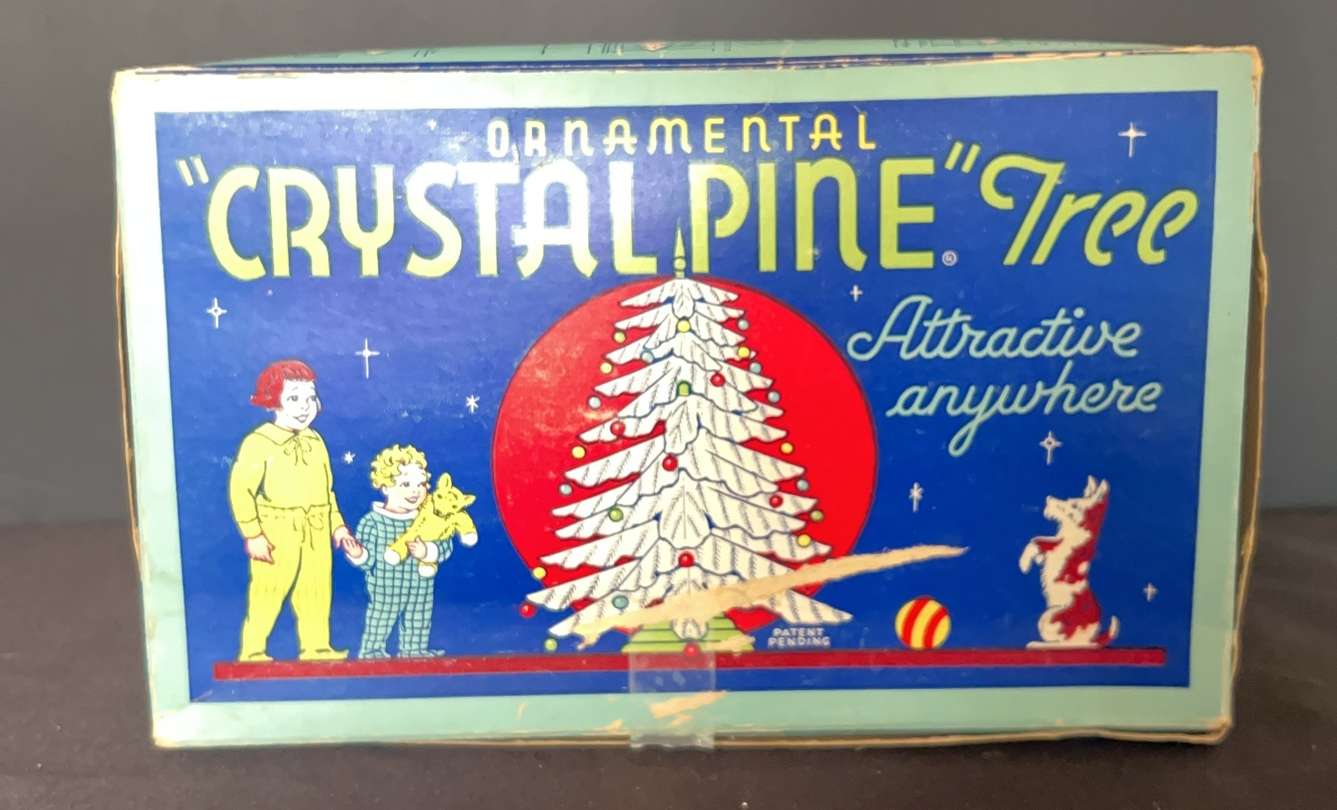 ORNAMENTAL
"CRYSTAL PINE"® Tree
Attractive
anywhere
PATENT
PENDING